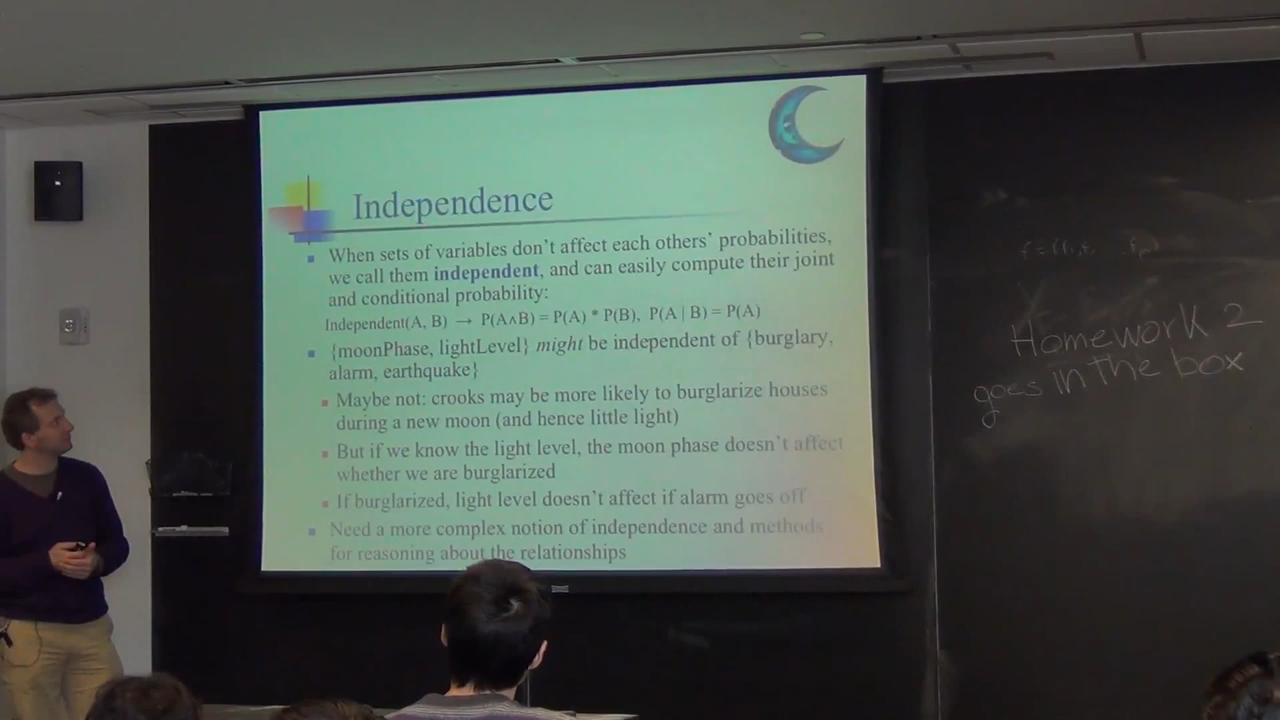 Independence
When sets of variables don't affect each others' probabilities,
we call them independent, and can easily compute their joint
and conditional probability:
Independent(A, B) → P(A∧B) = P(A) * P(B), P(A | B) = P(A)
{moonPhase, lightLevel} might be independent of {burglary,
alarm, earthquake}
Maybe not: crooks may be more likely to burglarize houses
during a new moon (and hence little light)
But if we know the light level, the moon phase doesn't affect
whether we are burglarized
If burglarized, light level doesn't affect if alarm goes off
Need a more complex notion of independence and methods
for reasoning about the relationships
Homework 2
goes in the box